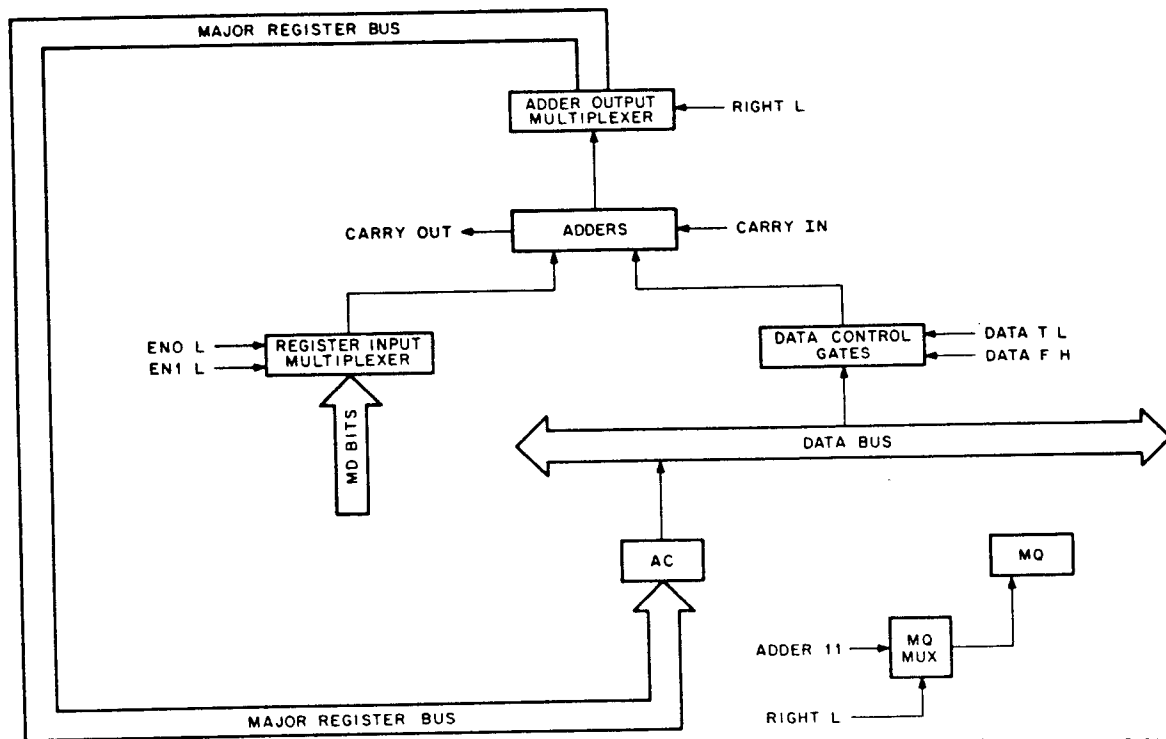 MAJOR REGISTER BUS
ADDER OUTPUT
MULTIPLEXER
RIGHT L
CARRY OUT
ADDERS
CARRY IN
EN0 L
EN1 L
REGISTER INPUT
MULTIPLEXER
DATA CONTROL
GATES
DATA T L
DATA F H
MD BITS
DATA BUS
AC
MQ
ADDER 11
MQ
MUX
RIGHT L
MAJOR REGISTER BUS